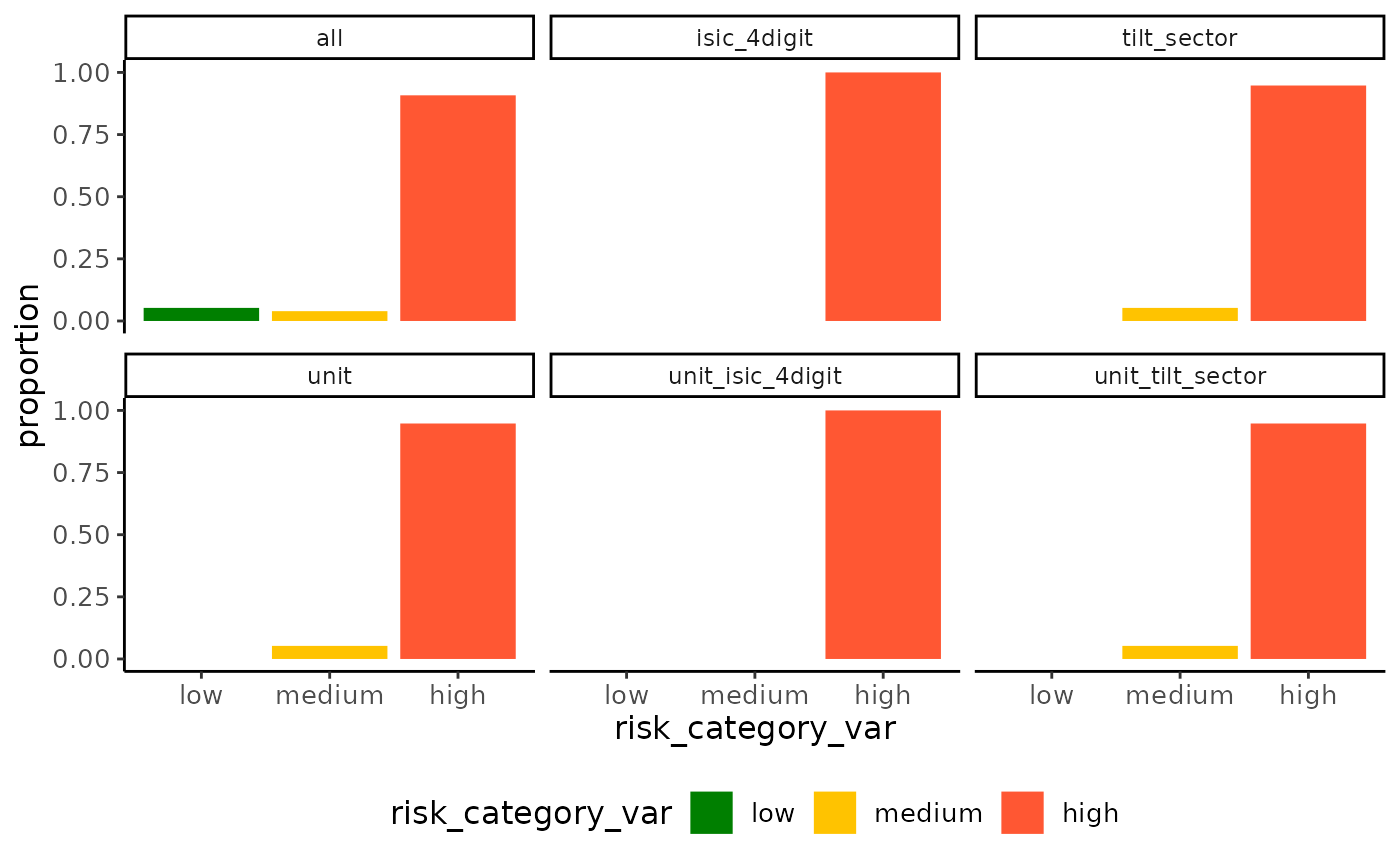 all isic_4digit tilt_sector
1.00
0.75
0.50
0.25
0.00
proportion
unit unit_isic_4digit unit_tilt_sector
1.00
0.75
0.50
0.25
0.00
low medium high low medium high low medium high
risk_category_var
risk_category_var low medium high